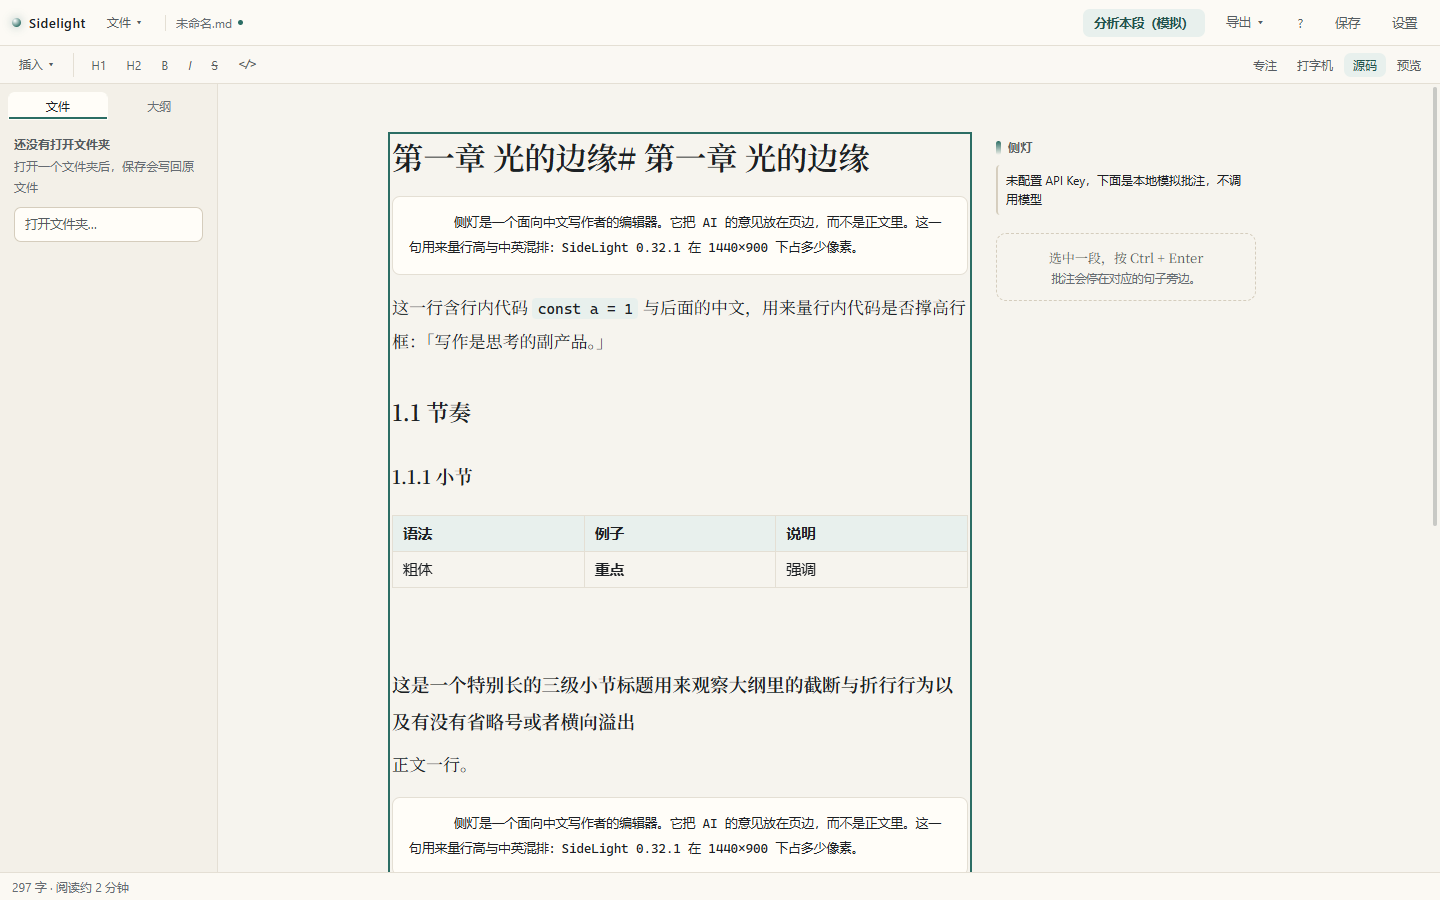 Sidelight 文件 ▾ 未命名.md ● 分析本段（模拟） 导出 ▾ ? 保存 设置
插入 ▾ H1 H2 B I S </> 专注 打字机 源码 预览
文件 大纲
还没有打开文件夹
打开一个文件夹后，保存会写回原
文件
打开文件夹...
第一章 光的边缘# 第一章 光的边缘
侧灯是一个面向中文写作者的编辑器。它把 AI 的意见放在页边，而不是正文里。这一
句用来量行高与中英混排：SideLight 0.32.1 在 1440×900 下占多少像素。
这一行含行内代码 const a = 1 与后面的中文，用来量行内代码是否撑高行
框：「写作是思考的副产品。」
1.1 节奏
1.1.1 小节
语法 例子 说明
粗体 重点 强调
这是一个特别长的三级小节标题用来观察大纲里的截断与折行行为以
及有没有省略号或者横向溢出
正文一行。
侧灯是一个面向中文写作者的编辑器。它把 AI 的意见放在页边，而不是正文里。这一
句用来量行高与中英混排：SideLight 0.32.1 在 1440×900 下占多少像素。
侧灯
未配置 API Key，下面是本地模拟批注，不调
用模型
选中一段，按 Ctrl + Enter
批注会停在对应的句子旁边。
297 字 · 阅读约 2 分钟